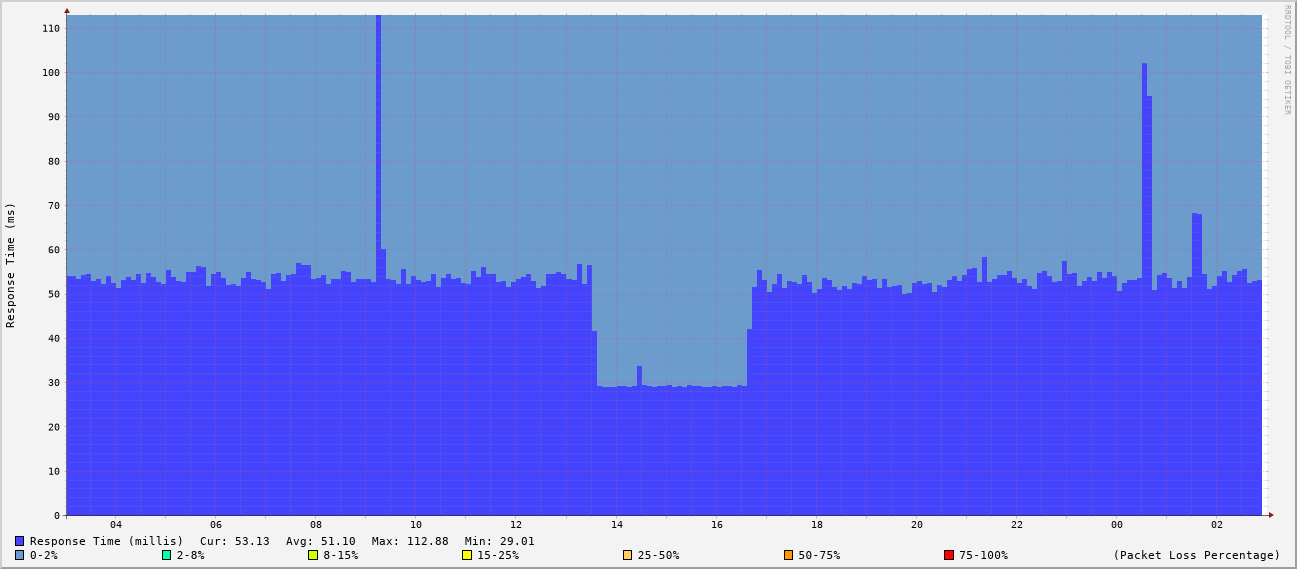 RRDTOOL / TOBI OETIKER
Response Time (ms)
110
100
90
80
70
60
50
40
30
20
10
0
04 06 08 10 12 14 16 18 20 22 00 02
Response Time (millis) Cur: 53.13 Avg: 51.10 Max: 112.88 Min: 29.01
0-2% 2-8% 8-15% 15-25% 25-50% 50-75% 75-100% (Packet Loss Percentage)